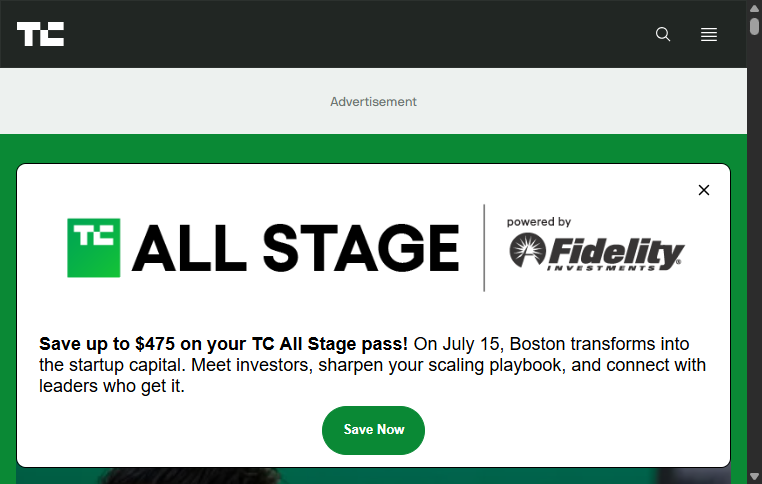 TC
Advertisement
TC ALL STAGE
powered by
Fidelity
INVESTMENTS®
Save up to $475 on your TC All Stage pass! On July 15, Boston transforms into
the startup capital. Meet investors, sharpen your scaling playbook, and connect with
leaders who get it.
Save Now